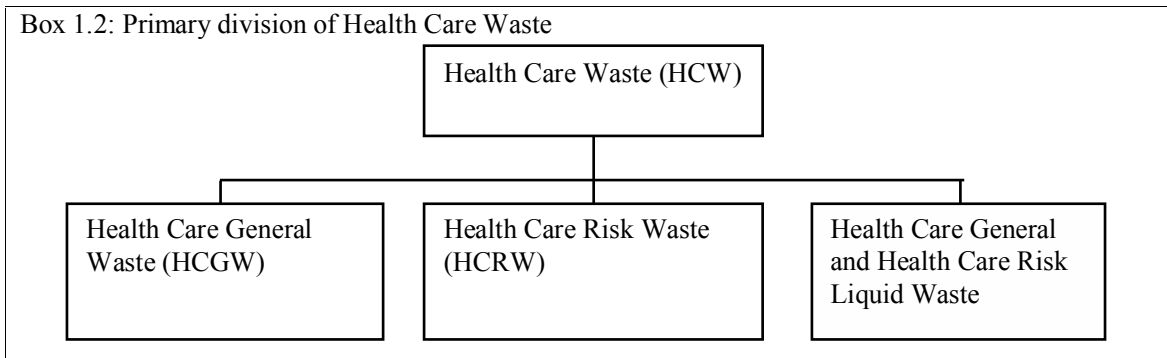 Box 1.2: Primary division of Health Care Waste
Health Care Waste (HCW)
Health Care General
Waste (HCGW)
Health Care Risk Waste
(HCRW)
Health Care General
and Health Care Risk
Liquid Waste